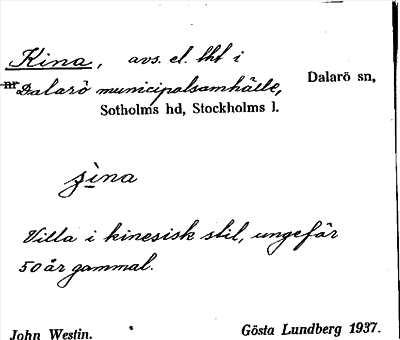 Kina, avs. el. lht i
nr Dalarö municipalsamhälle, Dalarö sn,
Sotholms hd, Stockholms l.
ʃina
Villa i kinesisk stil, ungefär
50 år gammal.
John Westin. Gösta Lundberg 1937.